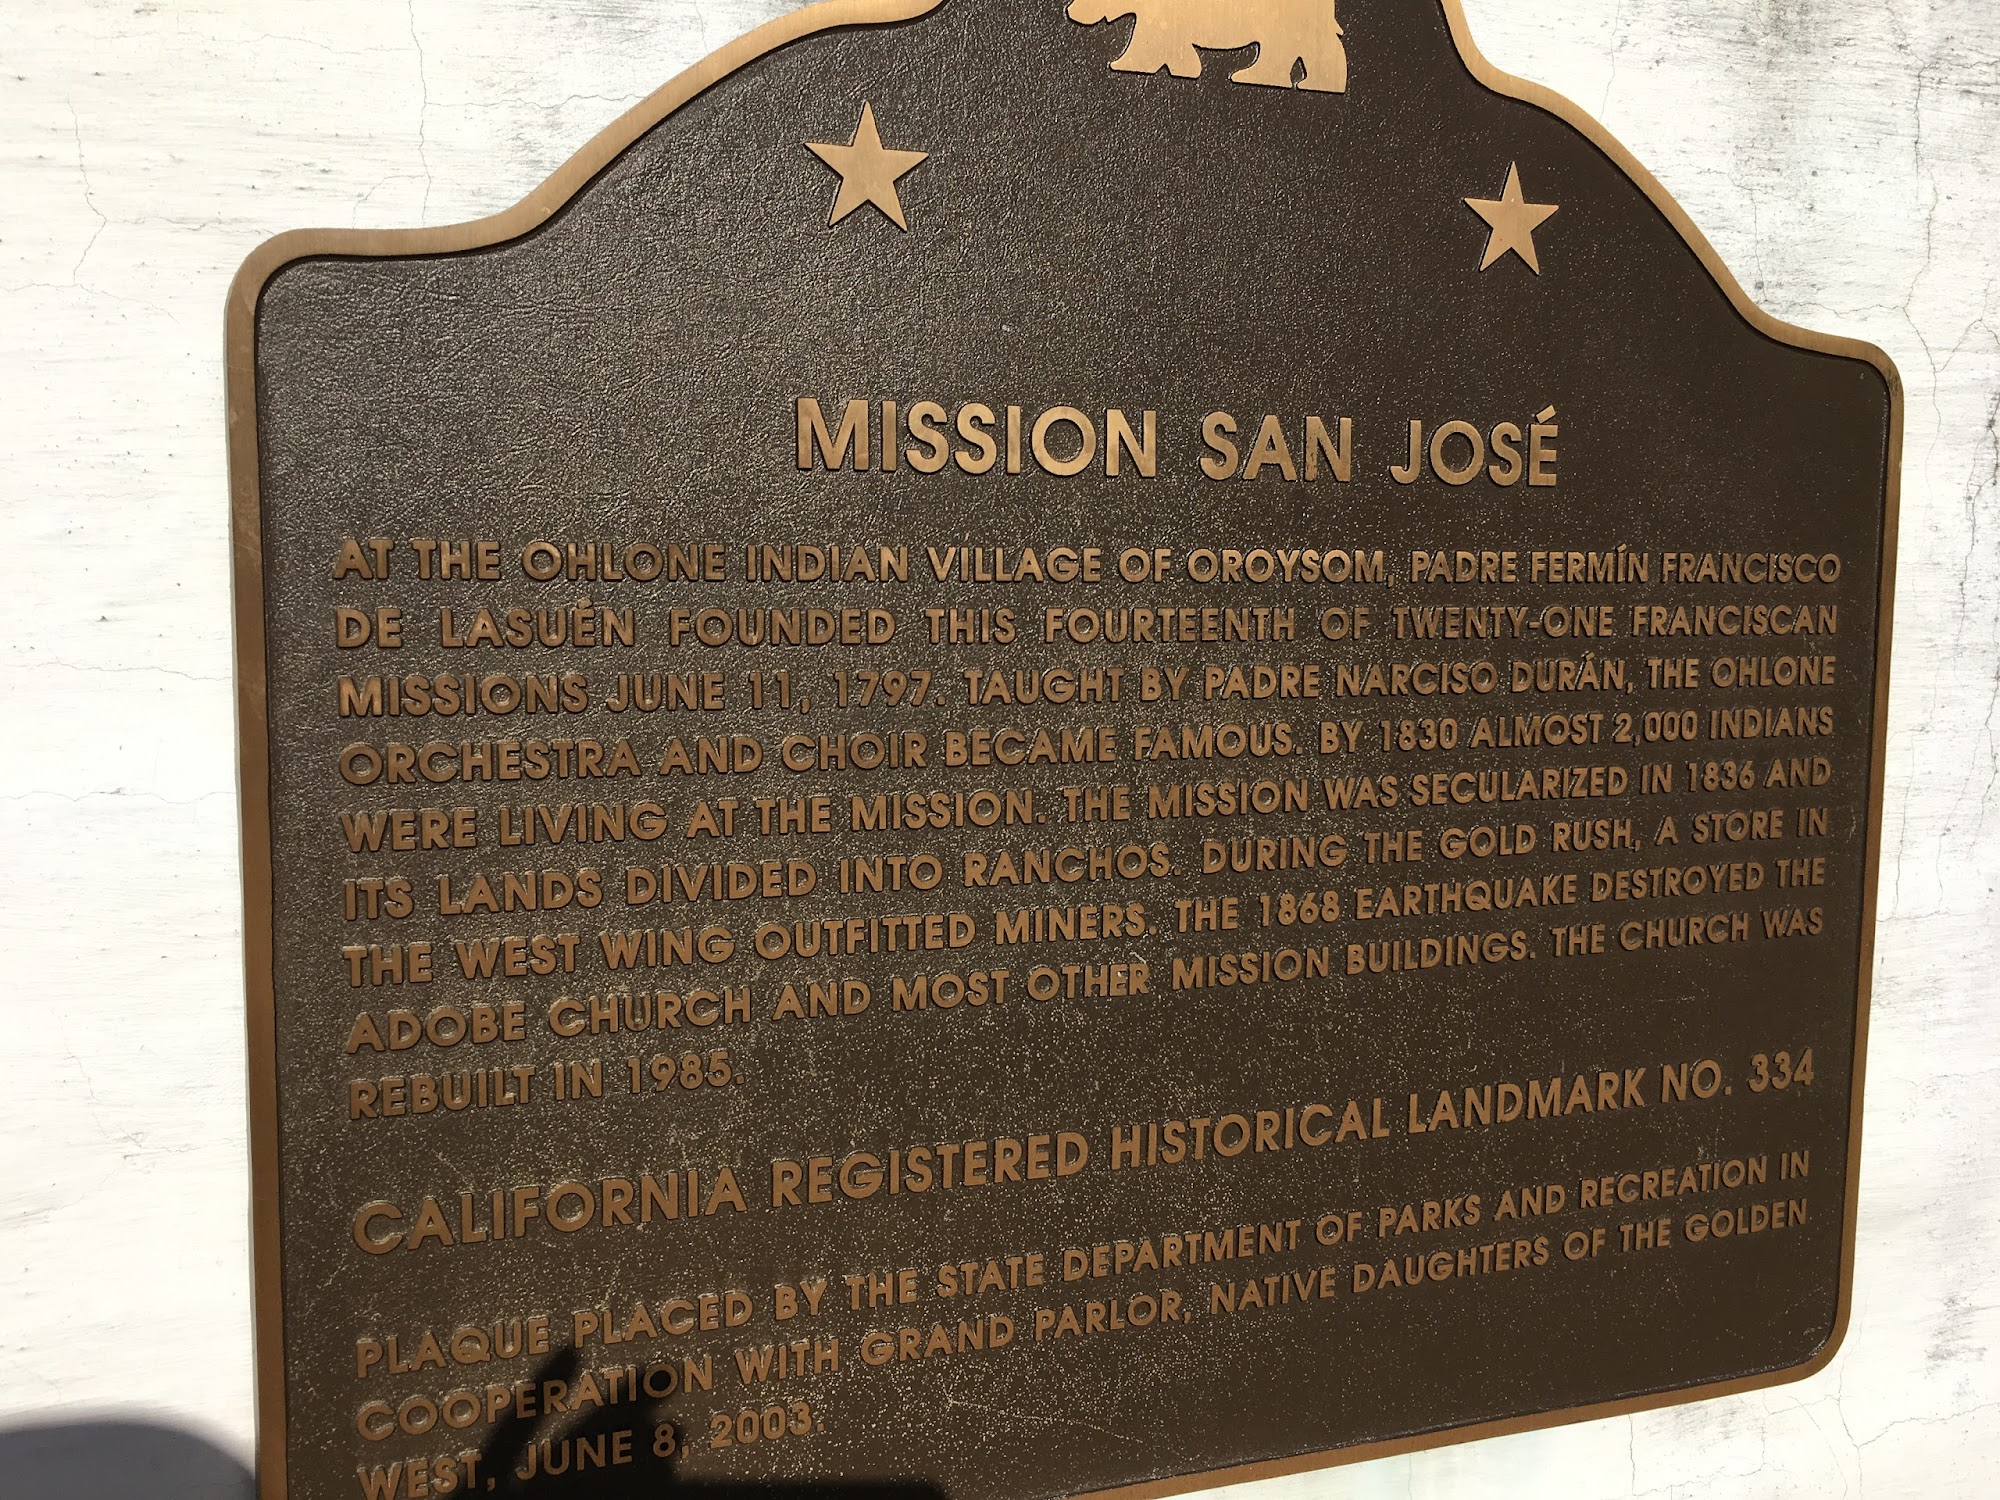 MISSION SAN JOSÉ
AT THE OHLONE INDIAN VILLAGE OF OROYSOM, PADRE FERMÍN FRANCISCO
DE LASUÉN FOUNDED THIS FOURTEENTH OF TWENTY-ONE FRANCISCAN
MISSIONS JUNE 11, 1797. TAUGHT BY PADRE NARCISO DURÁN, THE OHLONE
ORCHESTRA AND CHOIR BECAME FAMOUS. BY 1830 ALMOST 2,000 INDIANS
WERE LIVING AT THE MISSION. THE MISSION WAS SECULARIZED IN 1836 AND
ITS LANDS DIVIDED INTO RANCHOS. DURING THE GOLD RUSH, A STORE IN
THE WEST WING OUTFITTED MINERS. THE 1868 EARTHQUAKE DESTROYED THE
ADOBE CHURCH AND MOST OTHER MISSION BUILDINGS. THE CHURCH WAS
REBUILT IN 1985.
CALIFORNIA REGISTERED HISTORICAL LANDMARK NO. 334
PLAQUE PLACED BY THE STATE DEPARTMENT OF PARKS AND RECREATION IN
COOPERATION WITH GRAND PARLOR, NATIVE DAUGHTERS OF THE GOLDEN
WEST, JUNE 8, 2003.